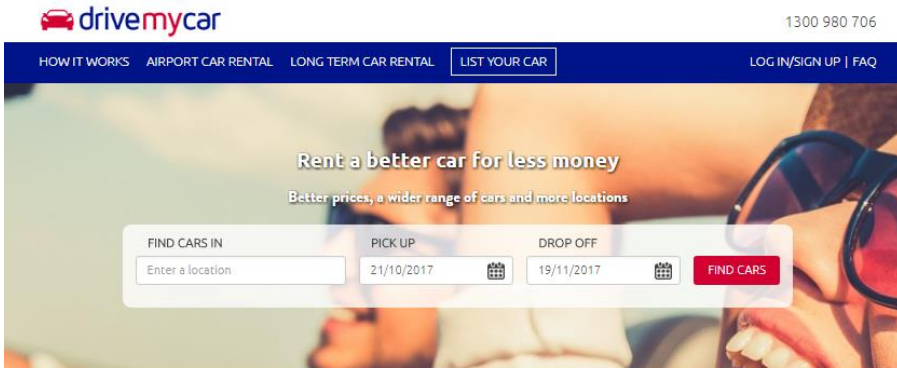 drivemycar
1300 980 706
HOW IT WORKS AIRPORT CAR RENTAL LONG TERM CAR RENTAL LIST YOUR CAR LOG IN/SIGN UP | FAQ
Rent a better car for less money
Better prices, a wider range of cars and more locations
FIND CARS IN PICK UP DROP OFF
Enter a location 21/10/2017 19/11/2017 FIND CARS